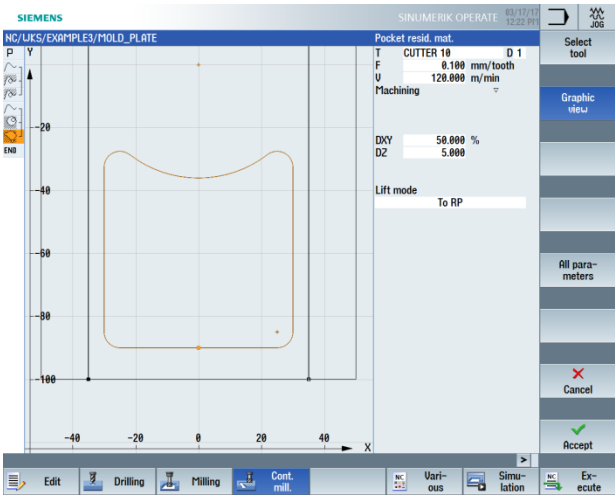 SIEMENS
SINUMERIK OPERATE 03/17/17
12:22 PM
JOG
NC/UKS/EXAMPLE3/MOLD_PLATE
Pocket resid. mat.
Select
tool
P Y
T CUTTER 10 D 1
F 0.100 mm/tooth
V 120.000 m/min
Machining ▿
Graphic
view
END
-20
DXY 50.000 %
DZ 5.000
-40
Lift mode
To RP
-60
All para-
meters
-80
-100
Cancel
-40 -20 0 20 40 X
Accept
>
Edit
Drilling
Milling
Cont.
mill.
NC
Vari-
ous
Simu-
lation
NC
Ex-
ecute